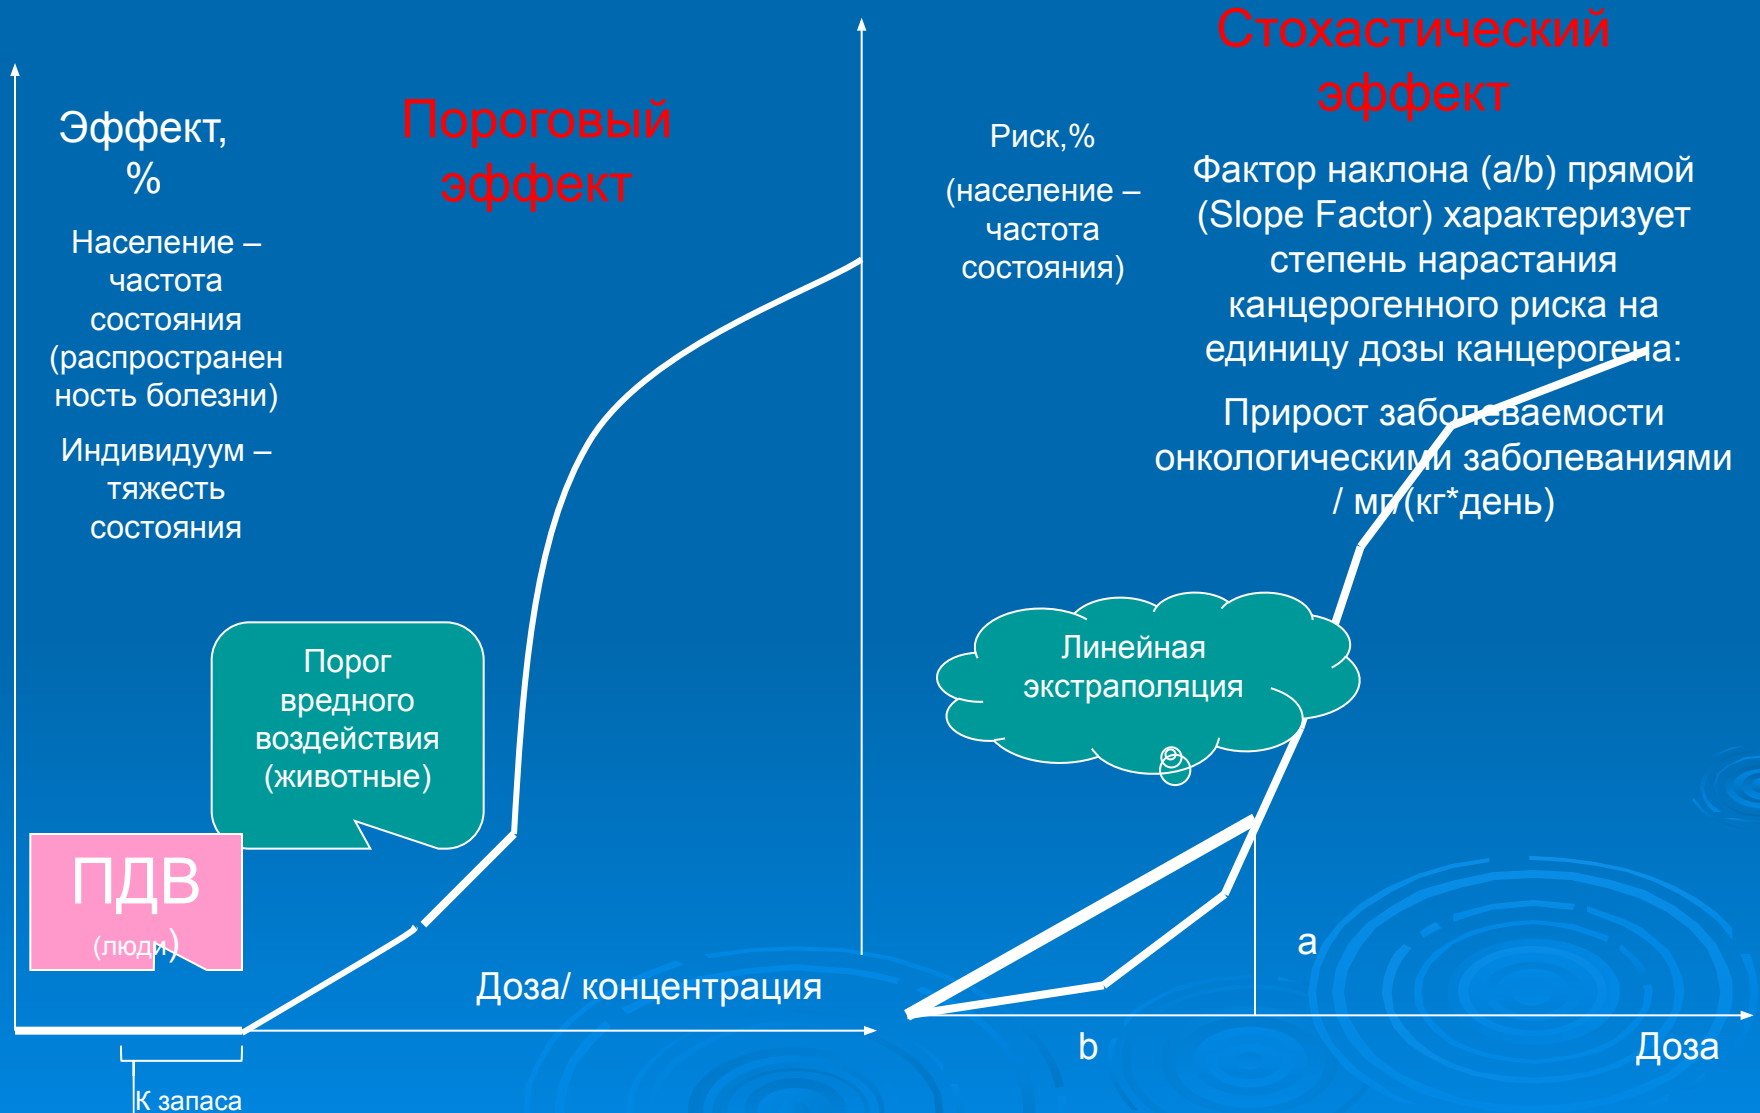 Пороговый
эффект
Эффект,
%
Население –
частота
состояния
(распространен
ность болезни)
Индивидуум –
тяжесть
состояния
Порог
вредного
воздействия
(животные)
ПДВ
(люди)
Доза/ концентрация
К запаса
Стохастический
эффект
Риск,%
(население –
частота
состояния)
Фактор наклона (a/b) прямой
(Slope Factor) характеризует
степень нарастания
канцерогенного риска на
единицу дозы канцерогена:
Прирост заболеваемости
онкологическими заболеваниями
/ мг/(кг*день)
Линейная
экстраполяция
a
b
Доза